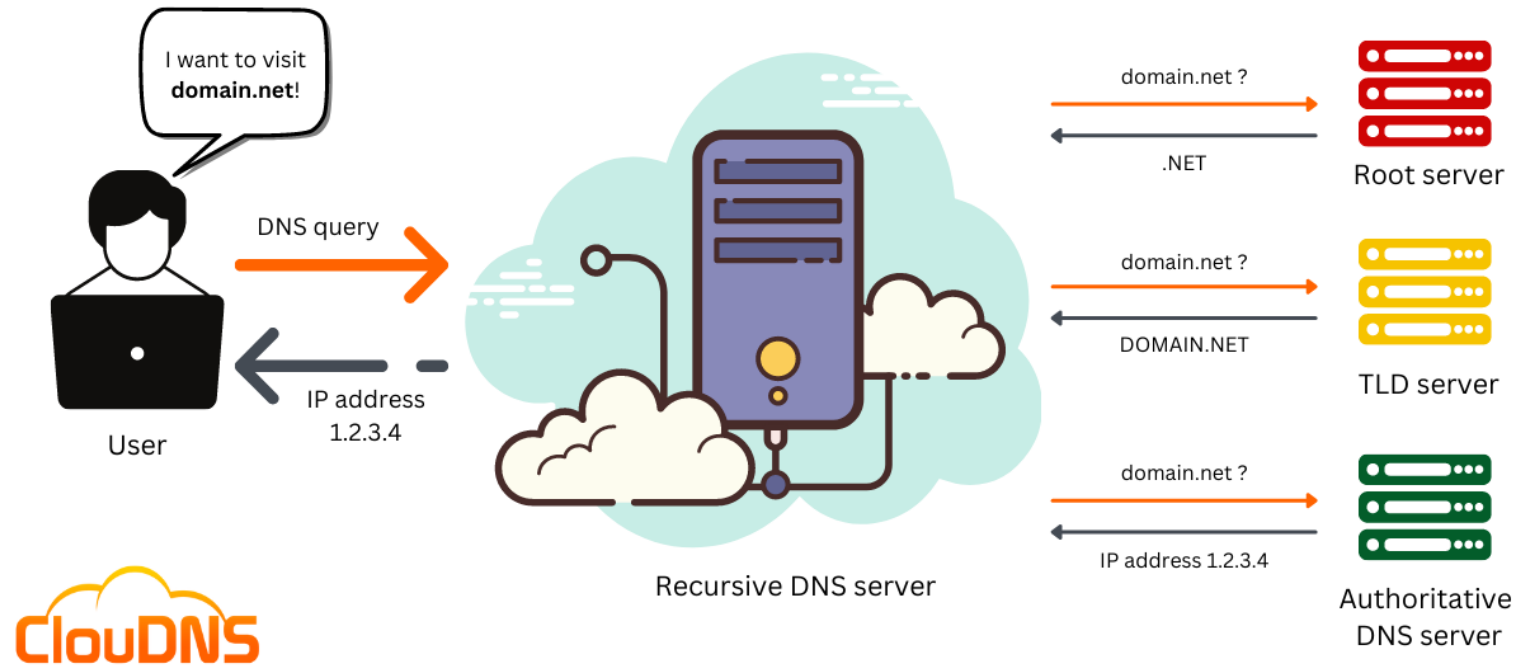 I want to visit
domain.net!
DNS query
IP address
1.2.3.4
User
Recursive DNS server
domain.net ?
.NET
Root server
domain.net ?
DOMAIN.NET
TLD server
domain.net ?
IP address 1.2.3.4
Authoritative
DNS server
ClouDNS